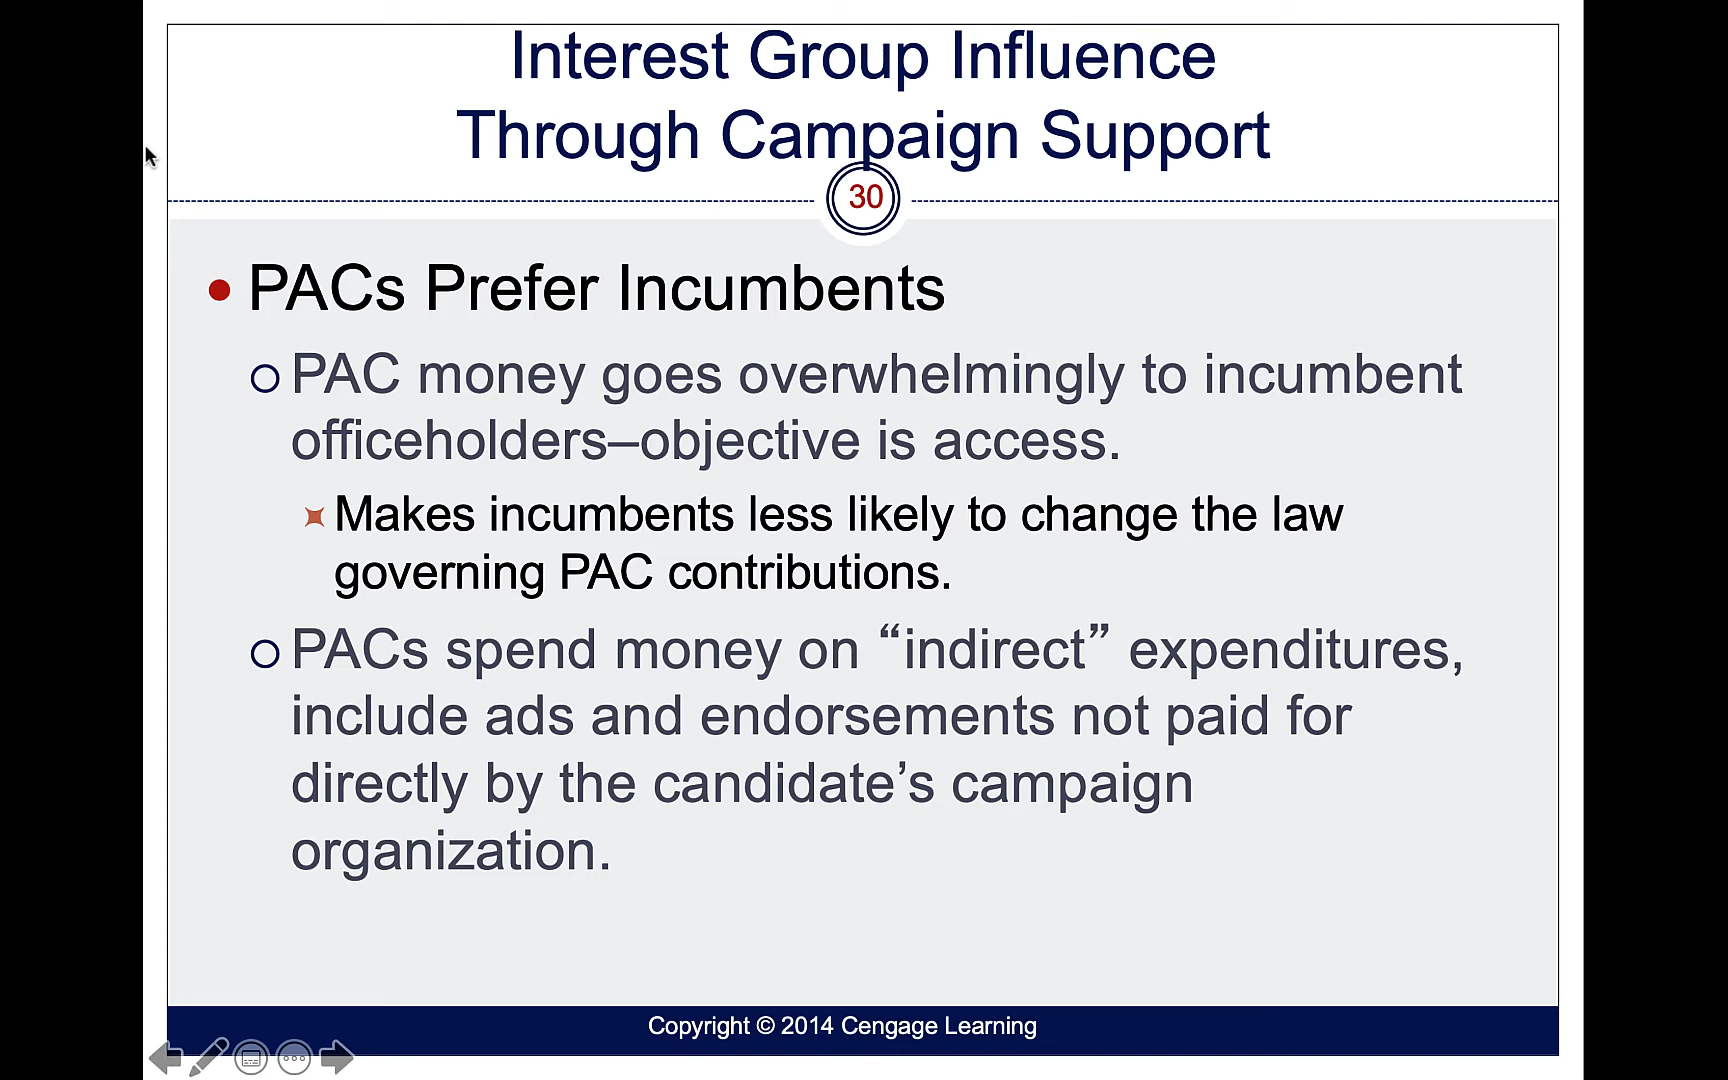 Interest Group Influence
Through Campaign Support
30
PACs Prefer Incumbents
PAC money goes overwhelmingly to incumbent
officeholders–objective is access.
Makes incumbents less likely to change the law
governing PAC contributions.
PACs spend money on “indirect” expenditures,
include ads and endorsements not paid for
directly by the candidate’s campaign
organization.
Copyright © 2014 Cengage Learning